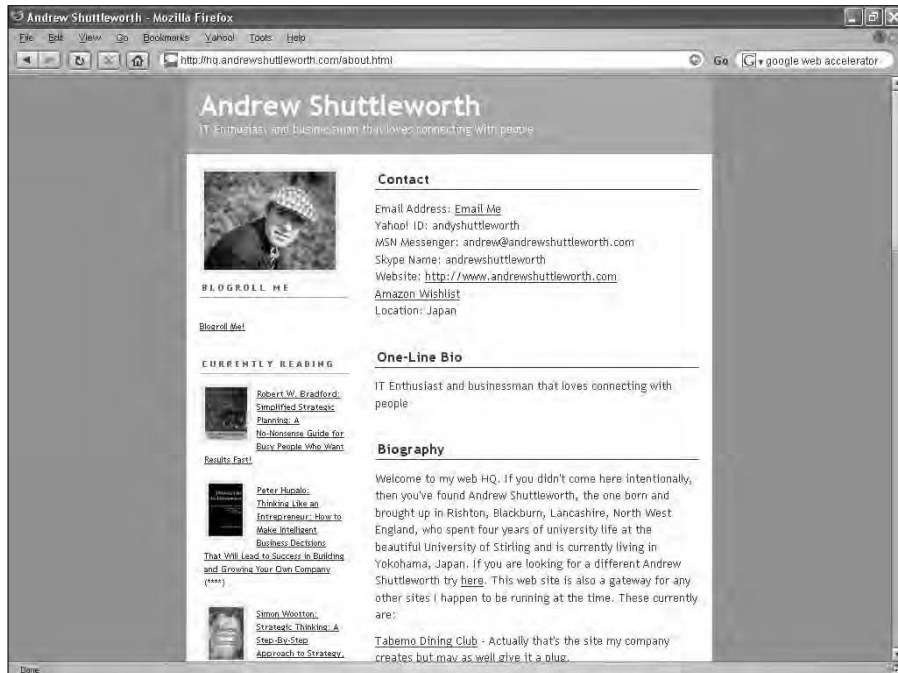 Andrew Shuttleworth - Mozilla Firefox
File Edit View Go Bookmarks Yahoo! Tools Help
http://hq.andrewshuttleworth.com/about.html
Go
G
google web accelerator
Andrew Shuttleworth
IT Enthusiast and businessman that loves connecting with people
BLOGROLL ME
Blogroll Me!
CURRENTLY READING
Robert W. Bradford:
Simplified Strategic
Planning: A
No-Nonsense Guide for
Busy People Who Want
Results Fast!
Peter Hupalo:
Thinking Like an
Entrepreneur: How to
Make Intelligent
Business Decisions
That Will Lead to Success in Building
and Growing Your Own Company
(****)
Simon Wootton:
Strategic Thinking: A
Step-By-Step
Approach to Strategy,
Contact
Email Address: Email Me
Yahoo! ID: andyshuttleworth
MSN Messenger: andrew@andrewshuttleworth.com
Skype Name: andrewshuttleworth
Website: http://www.andrewshuttleworth.com
Amazon Wishlist
Location: Japan
One-Line Bio
IT Enthusiast and businessman that loves connecting with
people
Biography
Welcome to my web HQ. If you didn't come here intentionally,
then you've found Andrew Shuttleworth, the one born and
brought up in Rishton, Blackburn, Lancashire, North West
England, who spent four years of university life at the
beautiful University of Stirling and is currently living in
Yokohama, Japan. If you are looking for a different Andrew
Shuttleworth try here. This web site is also a gateway for any
other sites I happen to be running at the time. These currently
are:
Tabemo Dining Club - Actually that's the site my company
creates but may as well give it a plug.
Done